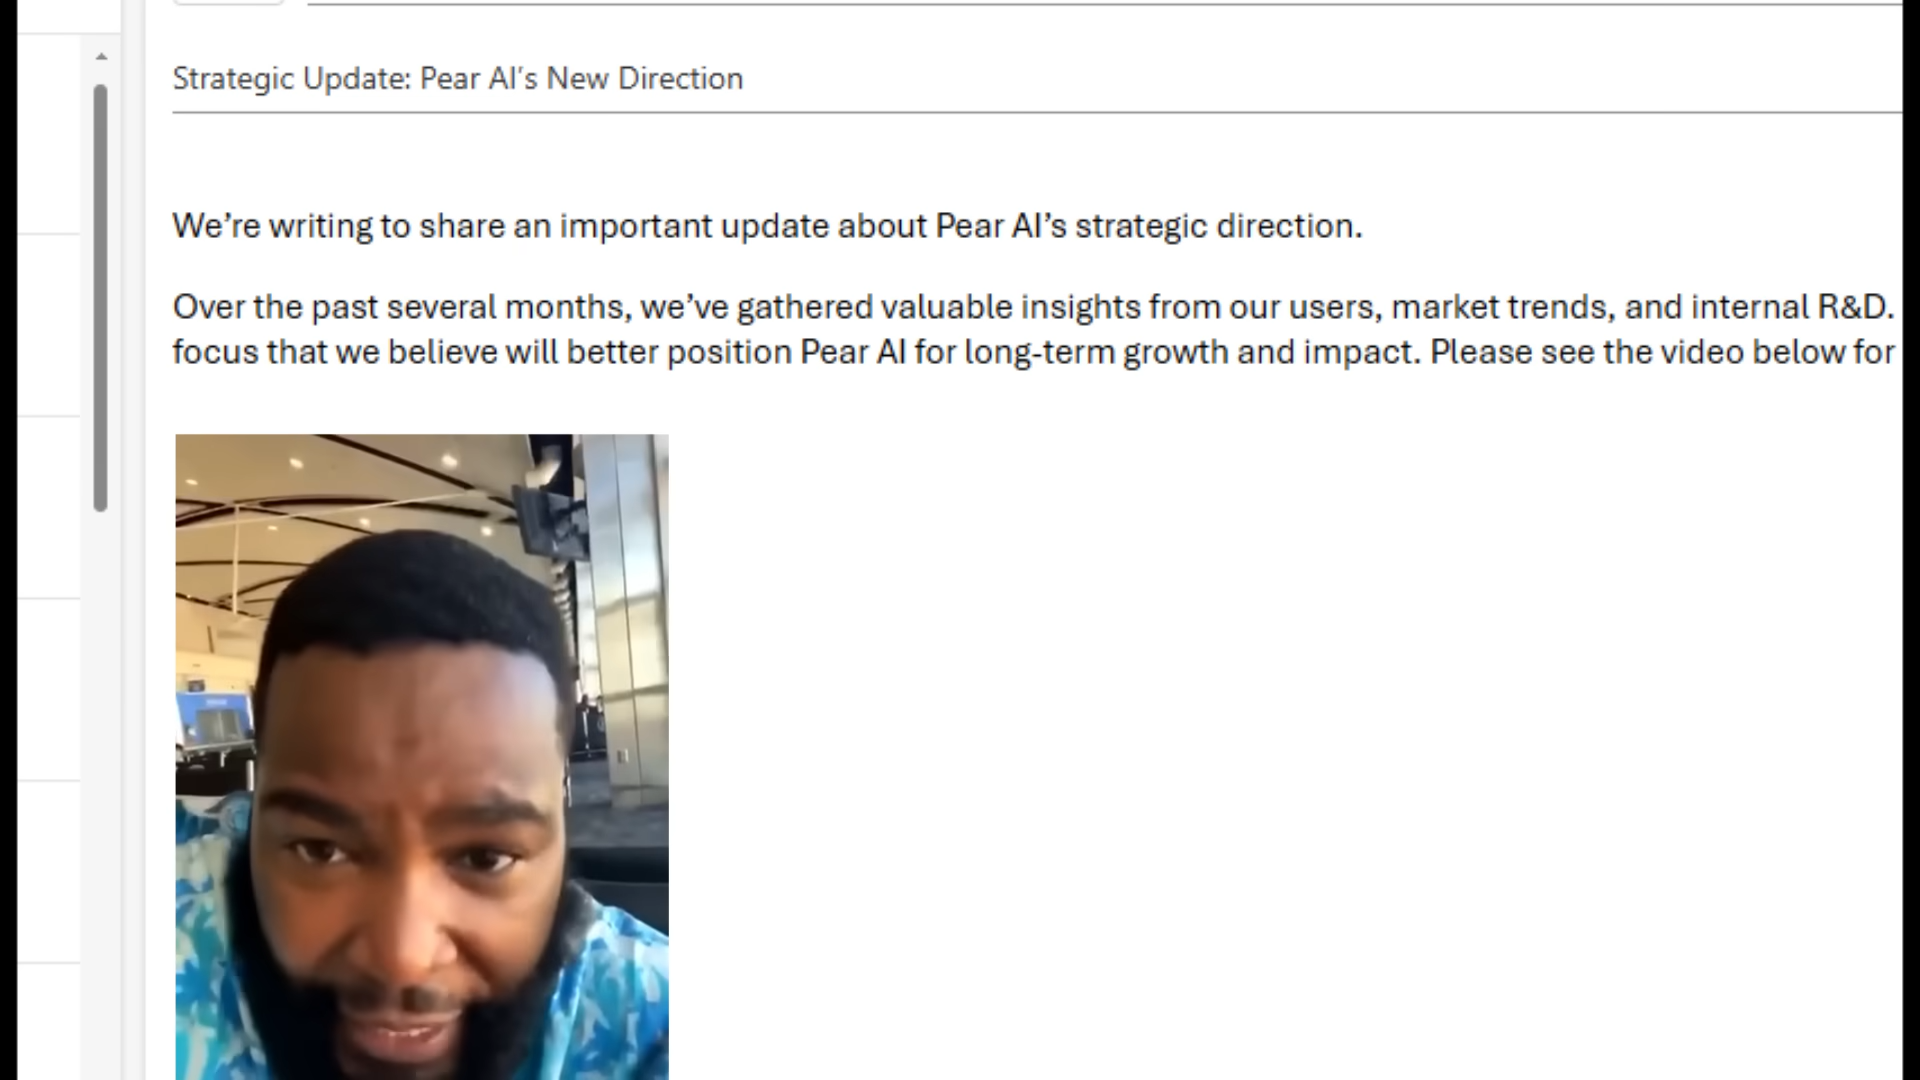 Strategic Update: Pear AI's New Direction
We’re writing to share an important update about Pear AI’s strategic direction.
Over the past several months, we’ve gathered valuable insights from our users, market trends, and internal R&D.
focus that we believe will better position Pear AI for long-term growth and impact. Please see the video below for